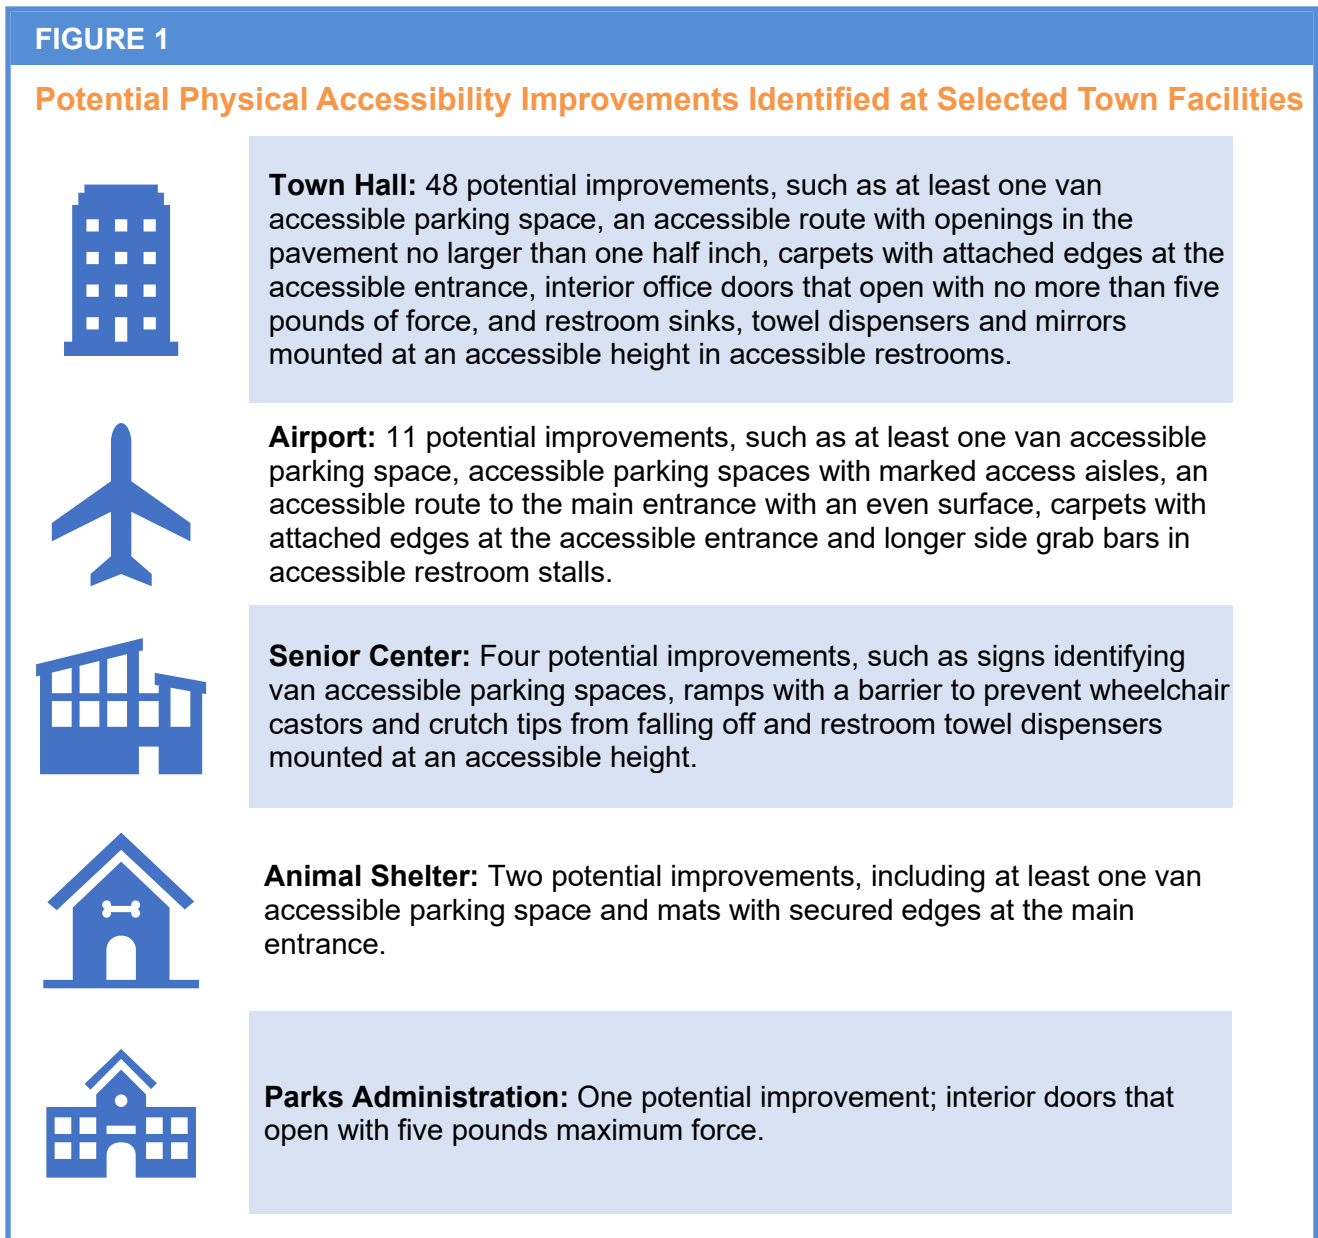 FIGURE 1
Potential Physical Accessibility Improvements Identified at Selected Town Facilities
Town Hall: 48 potential improvements, such as at least one van
accessible parking space, an accessible route with openings in the
pavement no larger than one half inch, carpets with attached edges at the
accessible entrance, interior office doors that open with no more than five
pounds of force, and restroom sinks, towel dispensers and mirrors
mounted at an accessible height in accessible restrooms.
Airport: 11 potential improvements, such as at least one van accessible
parking space, accessible parking spaces with marked access aisles, an
accessible route to the main entrance with an even surface, carpets with
attached edges at the accessible entrance and longer side grab bars in
accessible restroom stalls.
Senior Center: Four potential improvements, such as signs identifying
van accessible parking spaces, ramps with a barrier to prevent wheelchair
castors and crutch tips from falling off and restroom towel dispensers
mounted at an accessible height.
Animal Shelter: Two potential improvements, including at least one van
accessible parking space and mats with secured edges at the main
entrance.
Parks Administration: One potential improvement; interior doors that
open with five pounds maximum force.